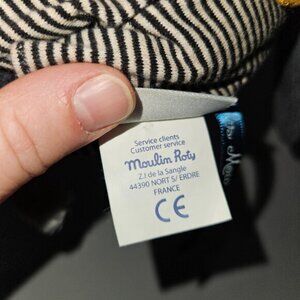 Service clients
Customer service
Moulin Roty
Z.I de la Sangle
44390 NORT S/ ERDRE
FRANCE
CE